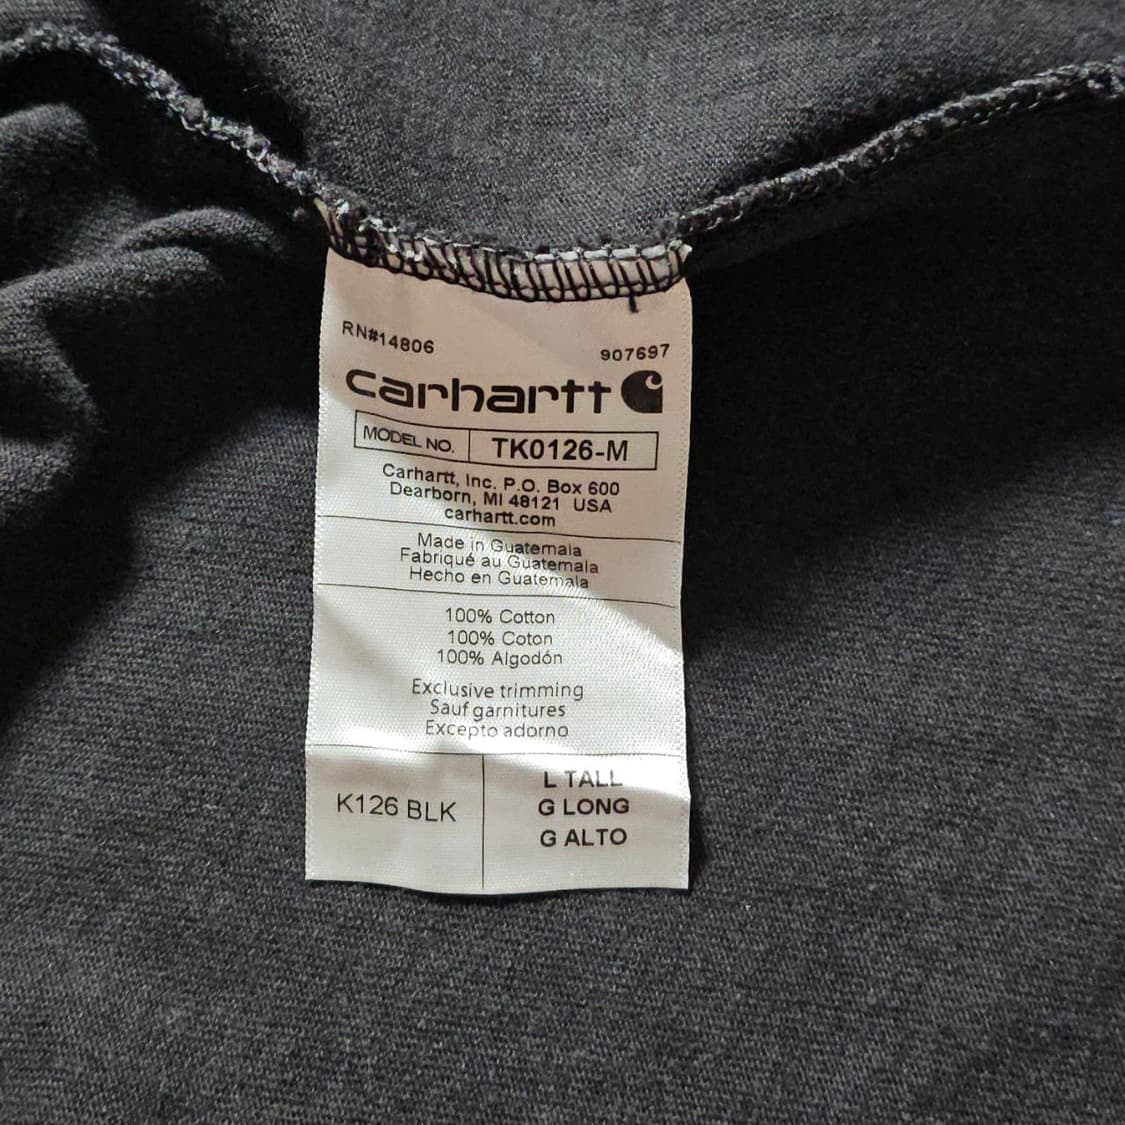 RN#14806
907697
carhartt
MODEL NO. TK0126-M
Carhartt, Inc. P.O. Box 600
Dearborn, MI 48121 USA
carhartt.com
Made in Guatemala
Fabriqué au Guatemala
Hecho en Guatemala
100% Cotton
100% Coton
100% Algodón
Exclusive trimming
Sauf garnitures
Excepto adorno
K126 BLK
L TALL
G LONG
G ALTO